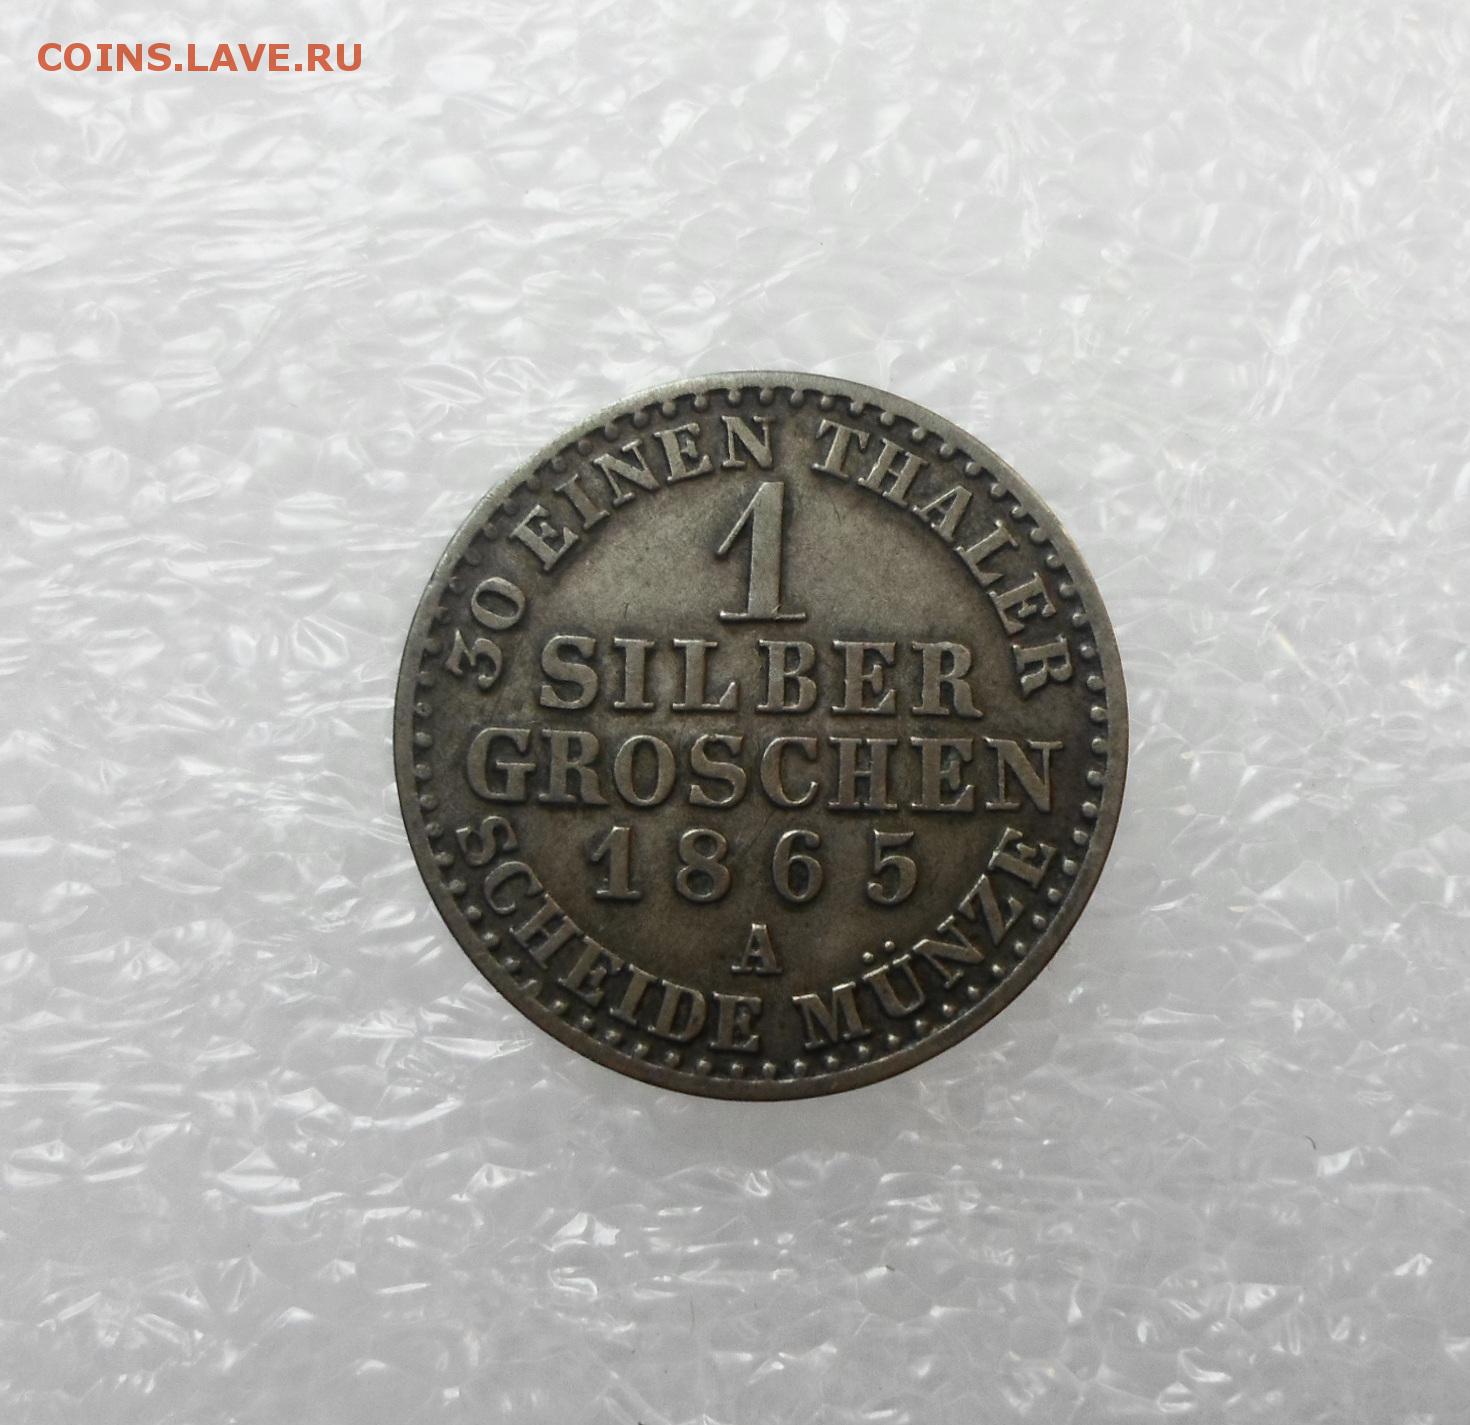 COINS.LAVE.RU
30 EINEN THALER
1
SILBER
GROSCHEN
1865
A
SCHEIDE MÜNZE